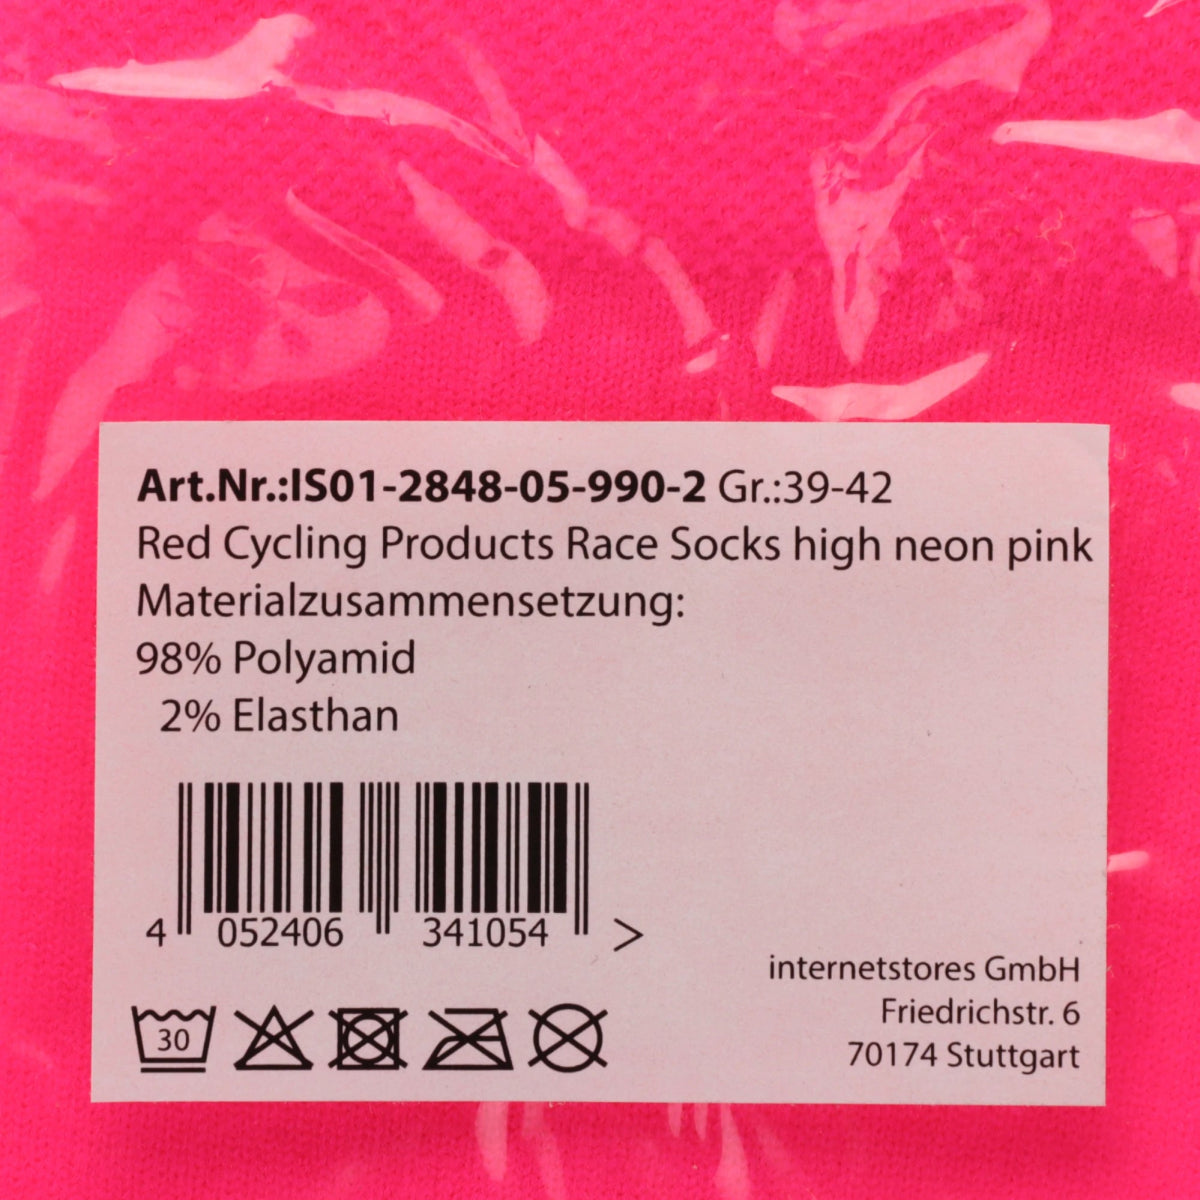 Art.Nr.:IS01-2848-05-990-2 Gr.:39-42
Red Cycling Products Race Socks high neon pink
Materialzusammensetzung:
98% Polyamid
2% Elasthan
4 052406 341054 >
30
internetstores GmbH
Friedrichstr. 6
70174 Stuttgart